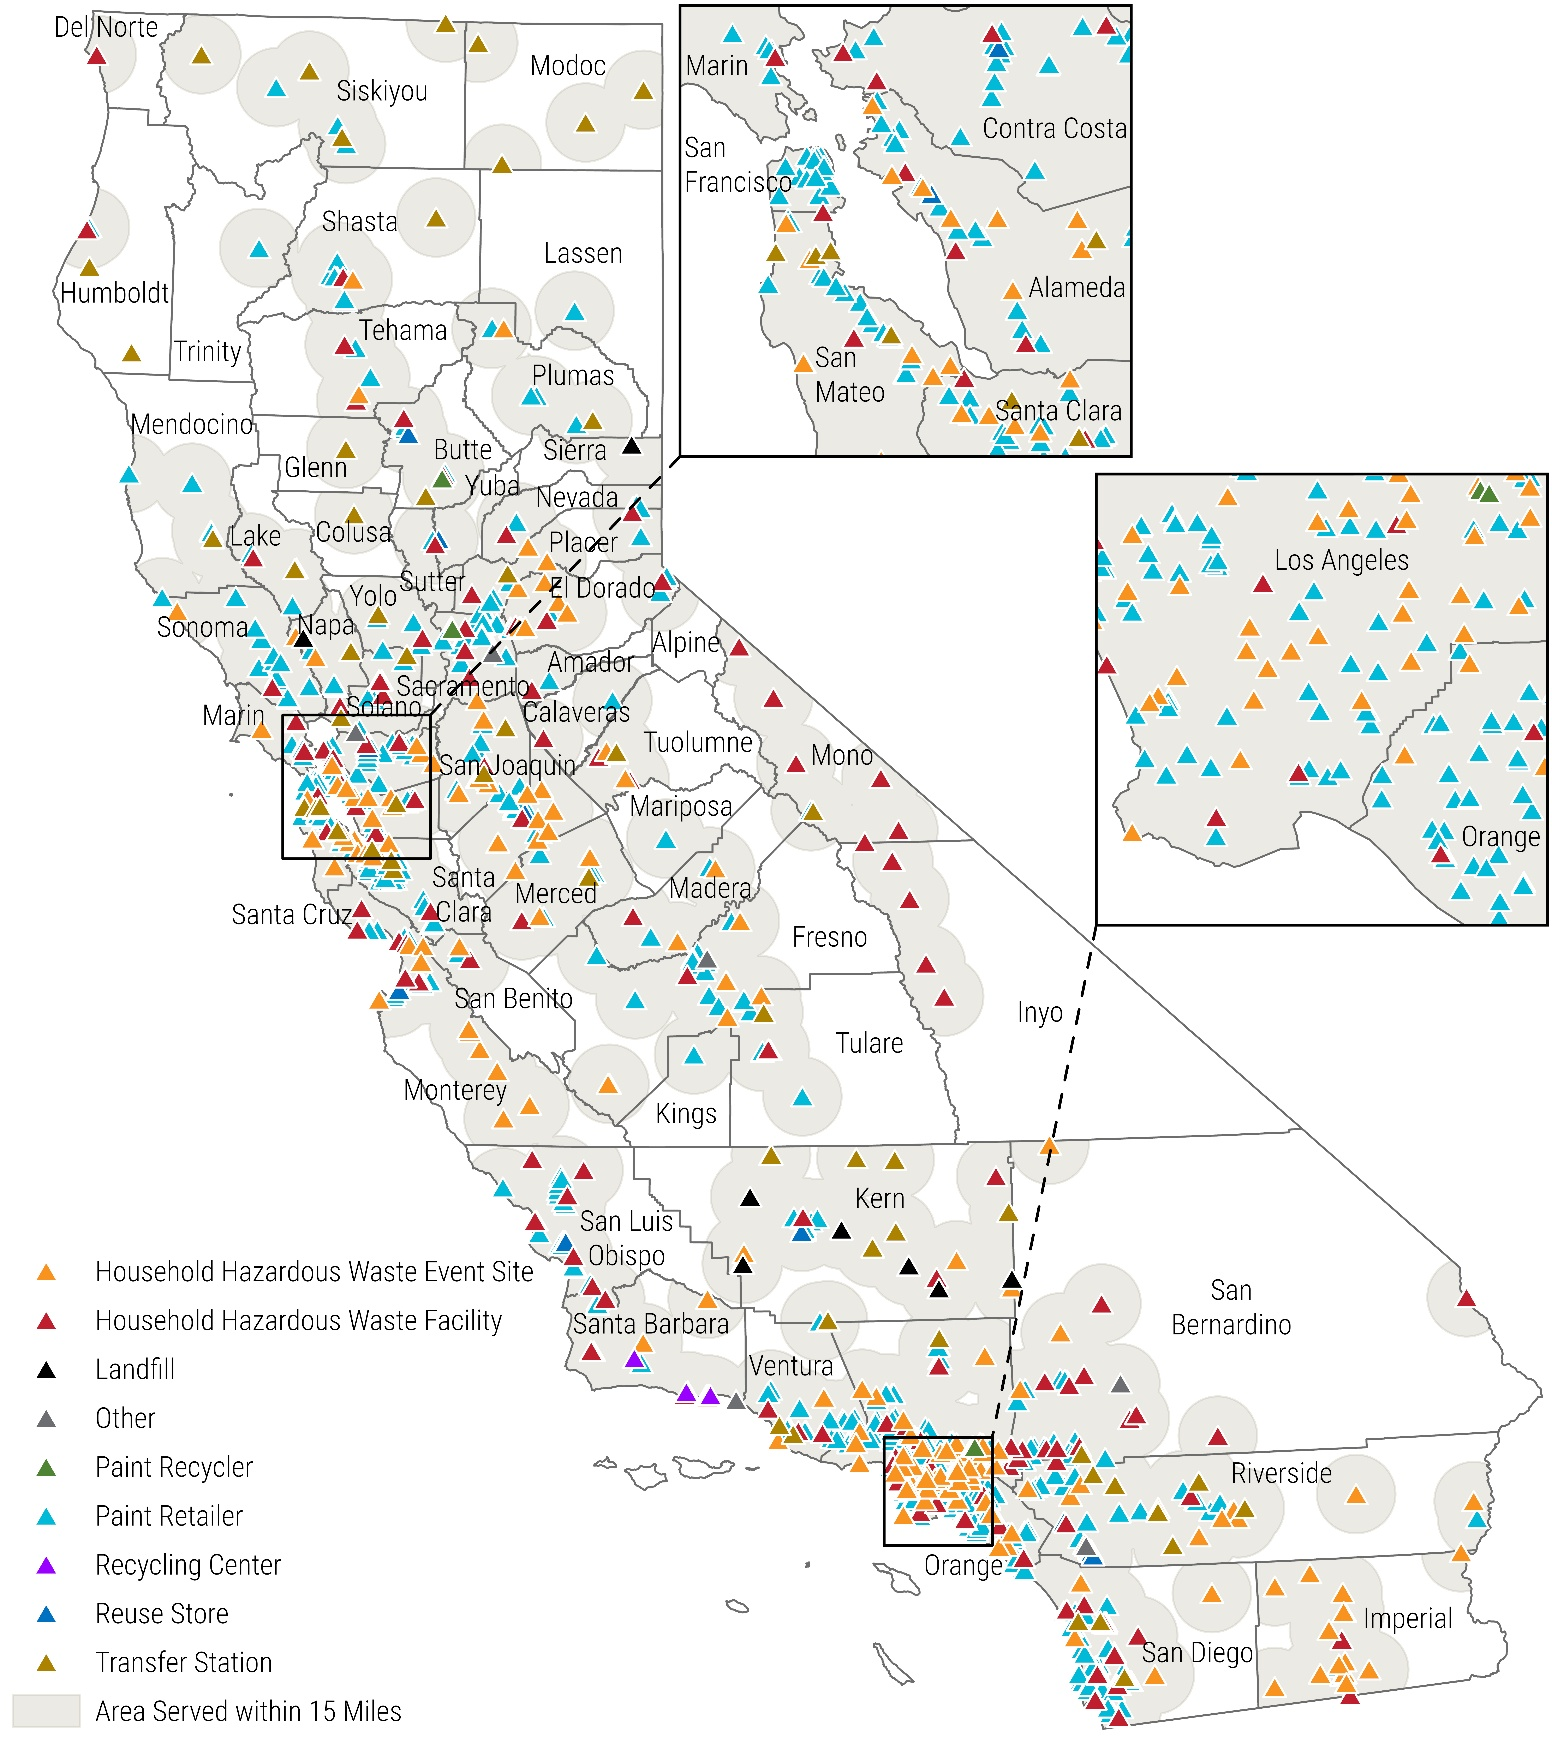 Del Norte
Siskiyou
Modoc
Shasta
Lassen
Humboldt
Trinity
Tehama
Plumas
Mendocino
Glenn
Butte
Sierra
Yuba
Nevada
Lake
Colusa
Placer
Sutter
El Dorado
Yolo
Sonoma
Napa
Alpine
Amador
Sacramento
Solano
Marin
Calaveras
Tuolumne
San Joaquin
Mono
Mariposa
Santa
Clara
Merced
Madera
Santa Cruz
Fresno
San Benito
Inyo
Tulare
Monterey
Kings
Kern
San Luis
Obispo
San
Bernardino
Santa Barbara
Ventura
Riverside
Orange
Imperial
San Diego
Marin
Contra Costa
San
Francisco
Alameda
San
Mateo
Santa Clara
Los Angeles
Orange
Household Hazardous Waste Event Site
Household Hazardous Waste Facility
Landfill
Other
Paint Recycler
Paint Retailer
Recycling Center
Reuse Store
Transfer Station
Area Served within 15 Miles